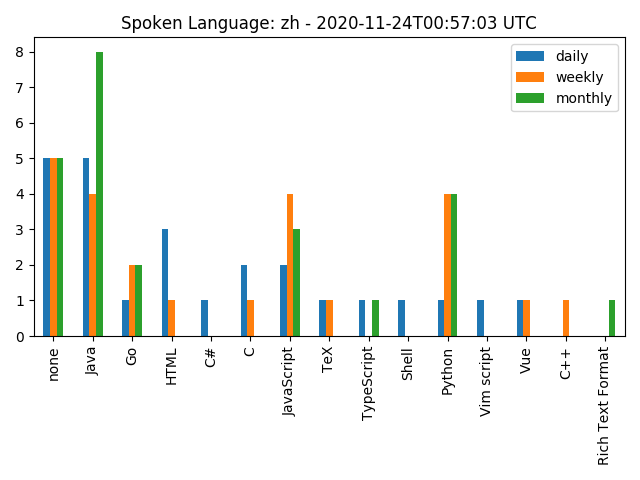 Spoken Language: zh - 2020-11-24T00:57:03 UTC
daily
weekly
monthly
8
7
6
5
4
3
2
1
0
none
Java
Go
HTML
C#
C
JavaScript
TeX
TypeScript
Shell
Python
Vim script
Vue
C++
Rich Text Format